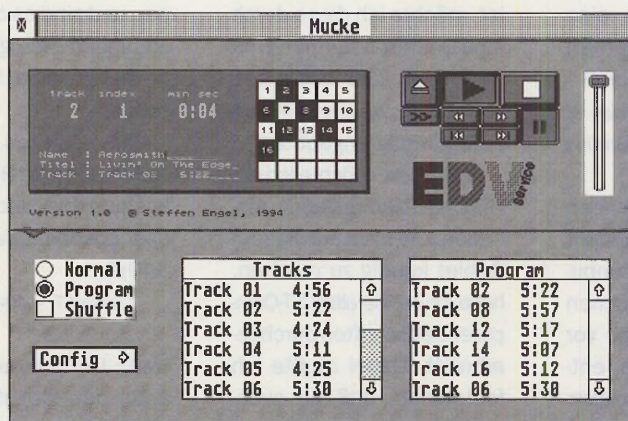 Mucke
track index min sec
2 1 0:04
1 2 3 4 5
6 7 8 9 10
11 12 13 14 15
16
Name : Aerosmith
Titel : Livin' On The Edge
Track : Track 02 5:22
EDV
service
Version 1.0 @ Steffen Engel, 1994
Normal
Program
Shuffle
Config
Tracks
Track 01 4:56
Track 02 5:22
Track 03 4:24
Track 04 5:11
Track 05 4:25
Track 06 5:30
Program
Track 02 5:22
Track 08 5:57
Track 12 5:17
Track 14 5:07
Track 16 5:12
Track 06 5:30